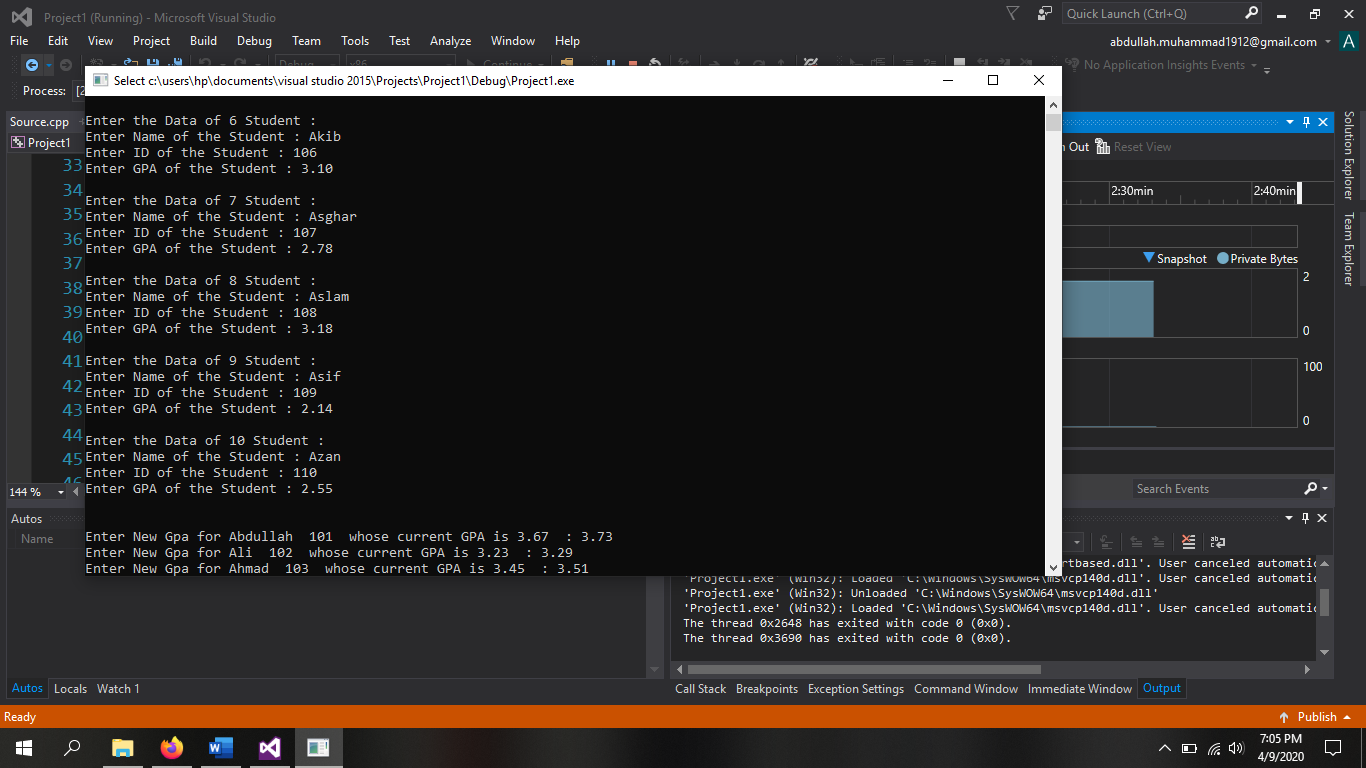 Project1 (Running) - Microsoft Visual Studio
Quick Launch (Ctrl+Q)
File Edit View Project Build Debug Team Tools Test Analyze Window Help
abdullah.muhammad1912@gmail.com
A
No Application Insights Events
Process:
Select c:\users\hp\documents\visual studio 2015\Projects\Project1\Debug\Project1.exe
Source.cpp
Project1
33
34
35
36
37
38
39
40
41
42
43
44
45
46
Enter the Data of 6 Student :
Enter Name of the Student : Akib
Enter ID of the Student : 106
Enter GPA of the Student : 3.10
Enter the Data of 7 Student :
Enter Name of the Student : Asghar
Enter ID of the Student : 107
Enter GPA of the Student : 2.78
Enter the Data of 8 Student :
Enter Name of the Student : Aslam
Enter ID of the Student : 108
Enter GPA of the Student : 3.18
Enter the Data of 9 Student :
Enter Name of the Student : Asif
Enter ID of the Student : 109
Enter GPA of the Student : 2.14
Enter the Data of 10 Student :
Enter Name of the Student : Azan
Enter ID of the Student : 110
Enter GPA of the Student : 2.55
Enter New Gpa for Abdullah  101  whose current GPA is 3.67  : 3.73
Enter New Gpa for Ali  102  whose current GPA is 3.23  : 3.29
Enter New Gpa for Ahmad  103  whose current GPA is 3.45  : 3.51
Out Reset View
2:30min 2:40min
Snapshot Private Bytes
2
0
100
0
Search Events
Solution Explorer
Team Explorer
144 %
Autos
Name
Autos Locals Watch 1
rtbased.dll'. User canceled automatic
'Project1.exe' (Win32): Loaded 'C:\Windows\SysWOW64\msvcp140d.dll'. User canceled automatic
'Project1.exe' (Win32): Unloaded 'C:\Windows\SysWOW64\msvcp140d.dll'
'Project1.exe' (Win32): Loaded 'C:\Windows\SysWOW64\msvcp140d.dll'. User canceled automatic
The thread 0x2648 has exited with code 0 (0x0).
The thread 0x3690 has exited with code 0 (0x0).
Call Stack Breakpoints Exception Settings Command Window Immediate Window Output
Ready
Publish
7:05 PM
4/9/2020